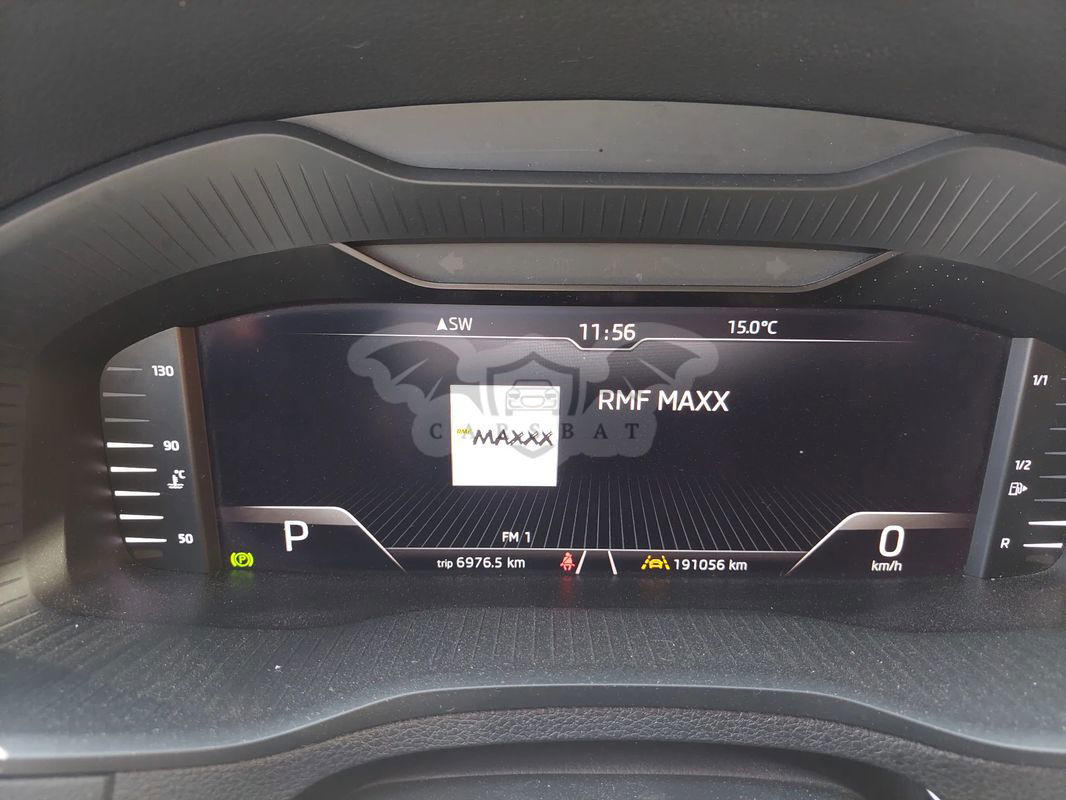 SW
11:56
15.0°C
130
1/1
RMF MAXX
RMF MAXXX
CARSBAT
90
°C
1/2
P
FM 1
0
km/h
50
R
(P)
trip 6976.5 km
191056 km